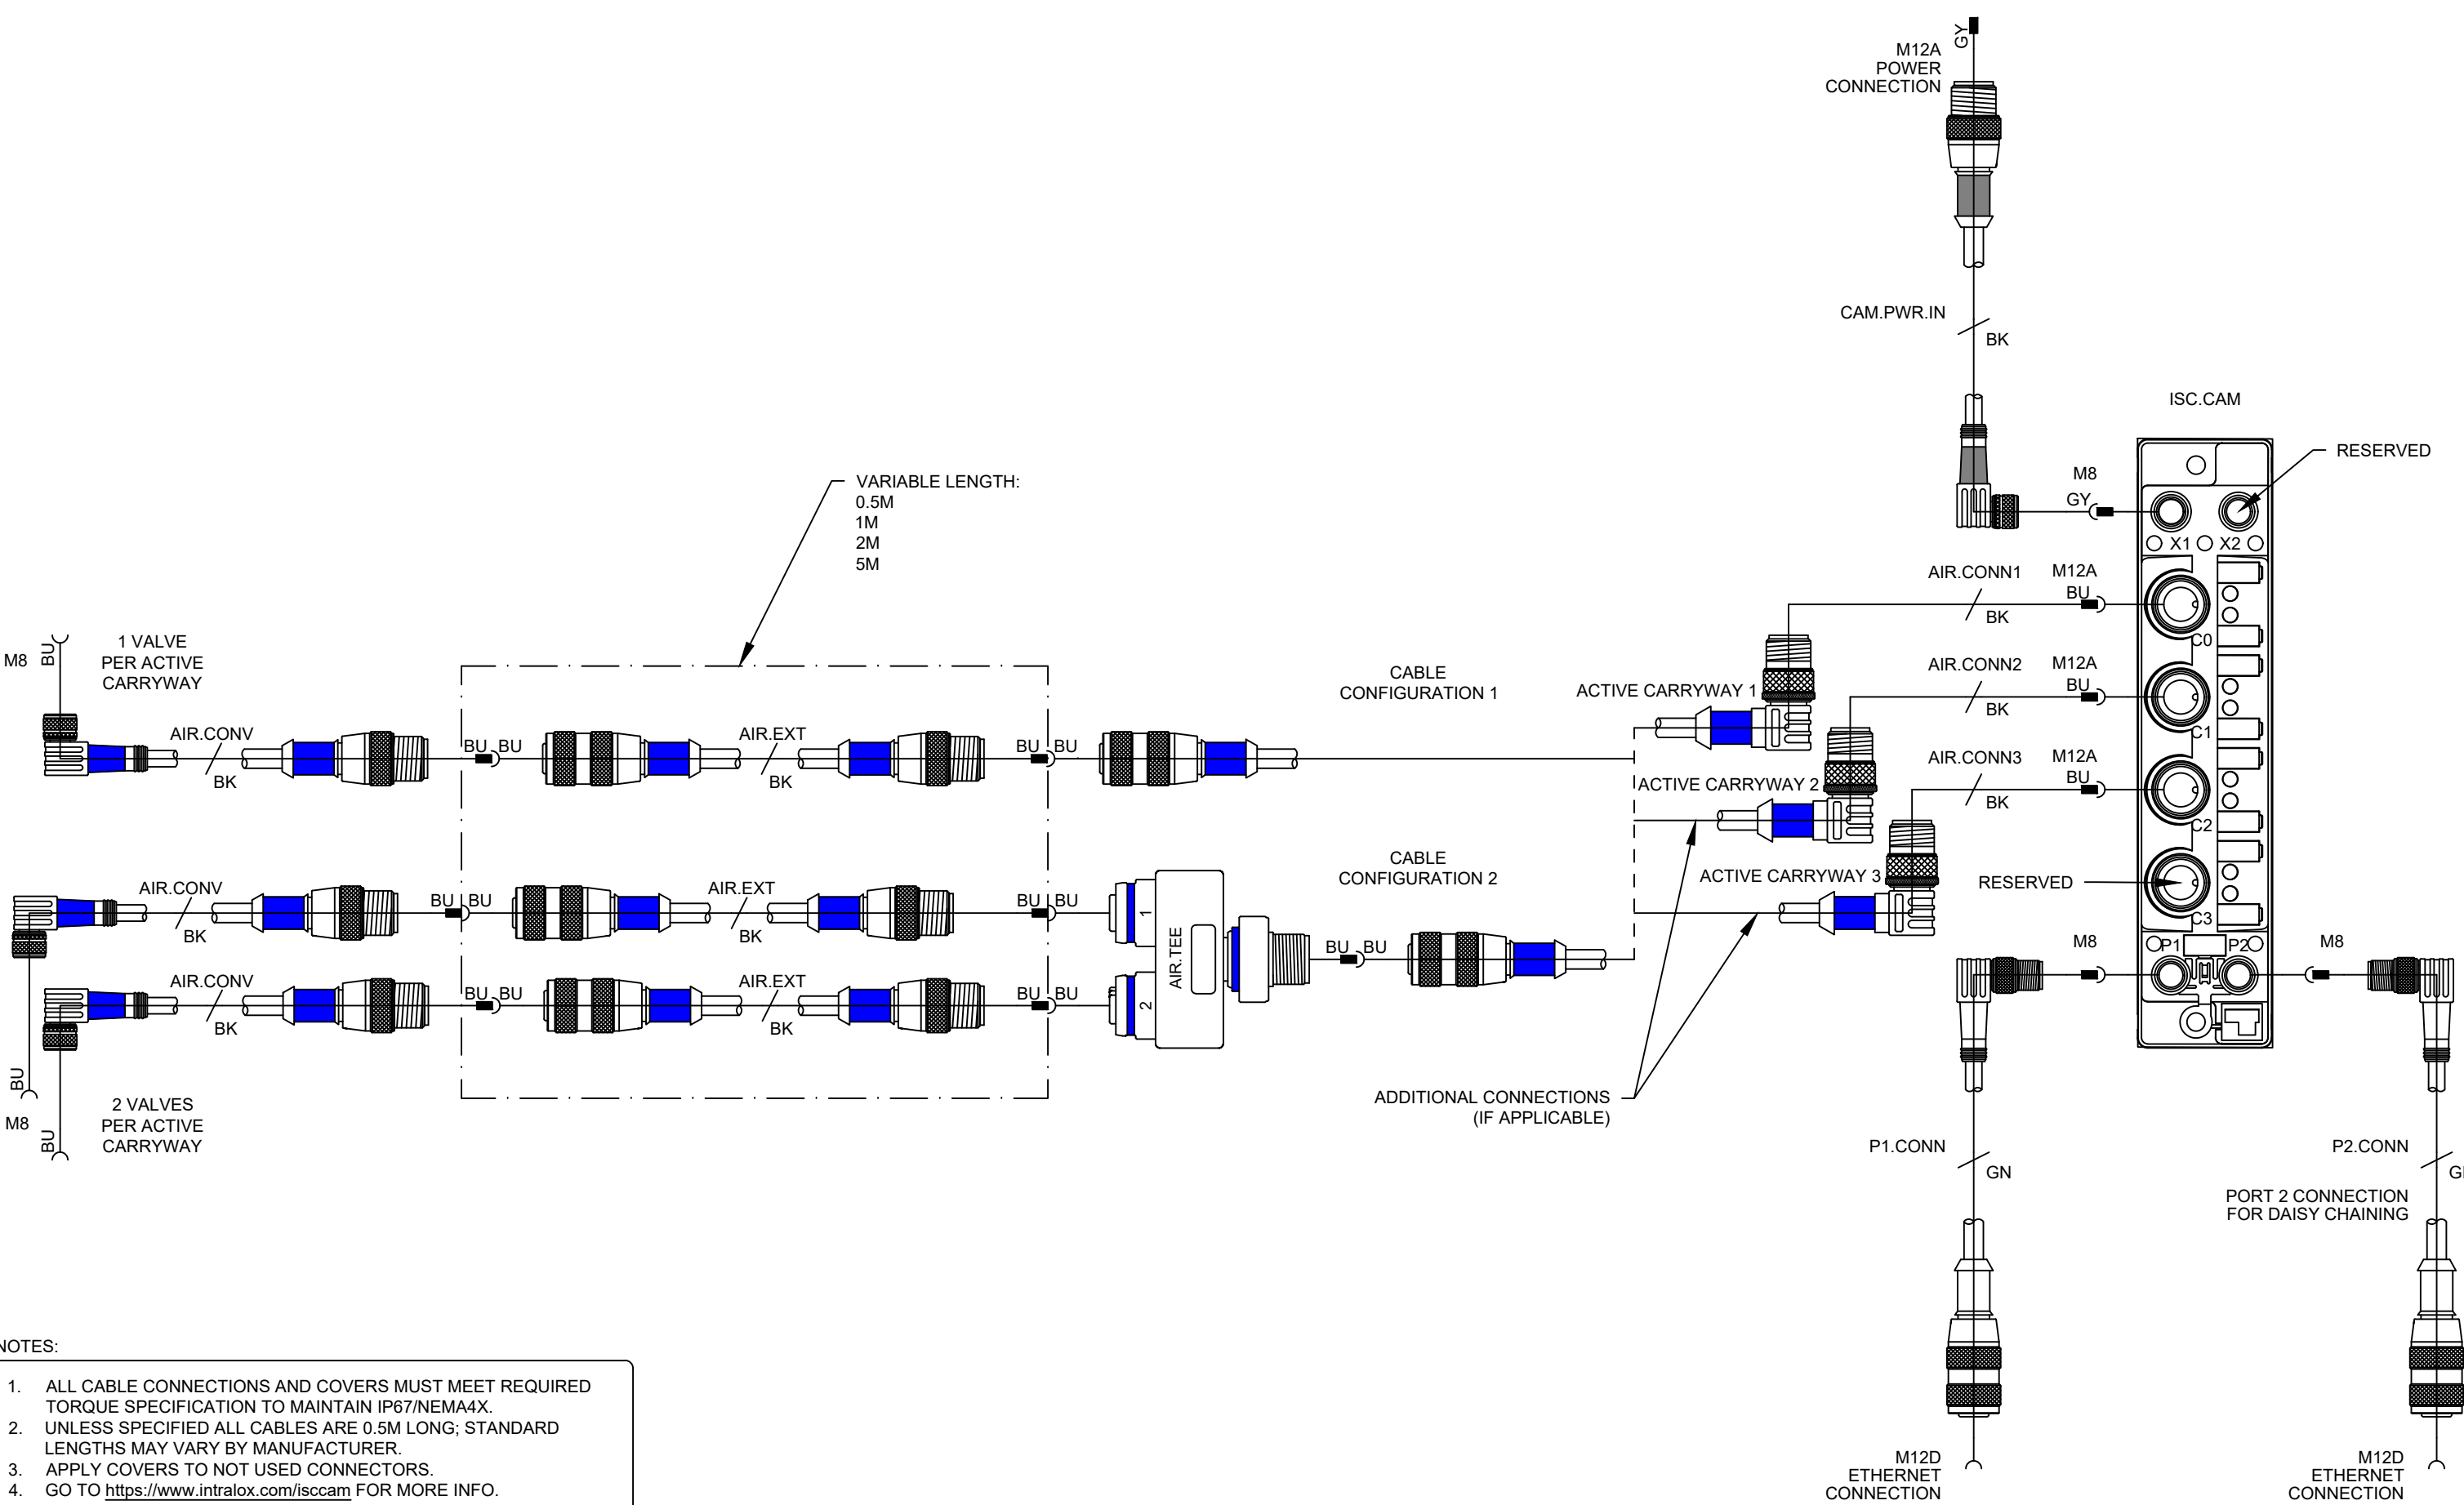 GY
M12A
POWER
CONNECTION
CAM.PWR.IN
BK
ISC.CAM
RESERVED
M8
GY
X1
X2
VARIABLE LENGTH:
0.5M
1M
2M
5M
AIR.CONN1
M12A
BU
BK
C0
AIR.CONN2
M12A
BU
BK
C1
AIR.CONN3
M12A
BU
BK
C2
RESERVED
C3
M8
BU
1 VALVE
PER ACTIVE
CARRYWAY
AIR.CONV
BK
BU
BU
AIR.EXT
BK
BU
BU
CABLE
CONFIGURATION 1
ACTIVE CARRYWAY 1
ACTIVE CARRYWAY 2
ACTIVE CARRYWAY 3
CABLE
CONFIGURATION 2
AIR.CONV
BK
BU
BU
AIR.EXT
BK
BU
BU
1
AIR.TEE
2
BU
BU
AIR.CONV
BK
BU
BU
AIR.EXT
BK
BU
BU
M8
P1
P2
M8
BU
M8
BU
2 VALVES
PER ACTIVE
CARRYWAY
ADDITIONAL CONNECTIONS
(IF APPLICABLE)
P1.CONN
GN
P2.CONN
PORT 2 CONNECTION
FOR DAISY CHAINING
M12D
ETHERNET
CONNECTION
M12D
ETHERNET
CONNECTION
NOTES:
1. ALL CABLE CONNECTIONS AND COVERS MUST MEET REQUIRED
TORQUE SPECIFICATION TO MAINTAIN IP67/NEMA4X.
2. UNLESS SPECIFIED ALL CABLES ARE 0.5M LONG; STANDARD
LENGTHS MAY VARY BY MANUFACTURER.
3. APPLY COVERS TO NOT USED CONNECTORS.
4. GO TO https://www.intralox.com/isccam FOR MORE INFO.